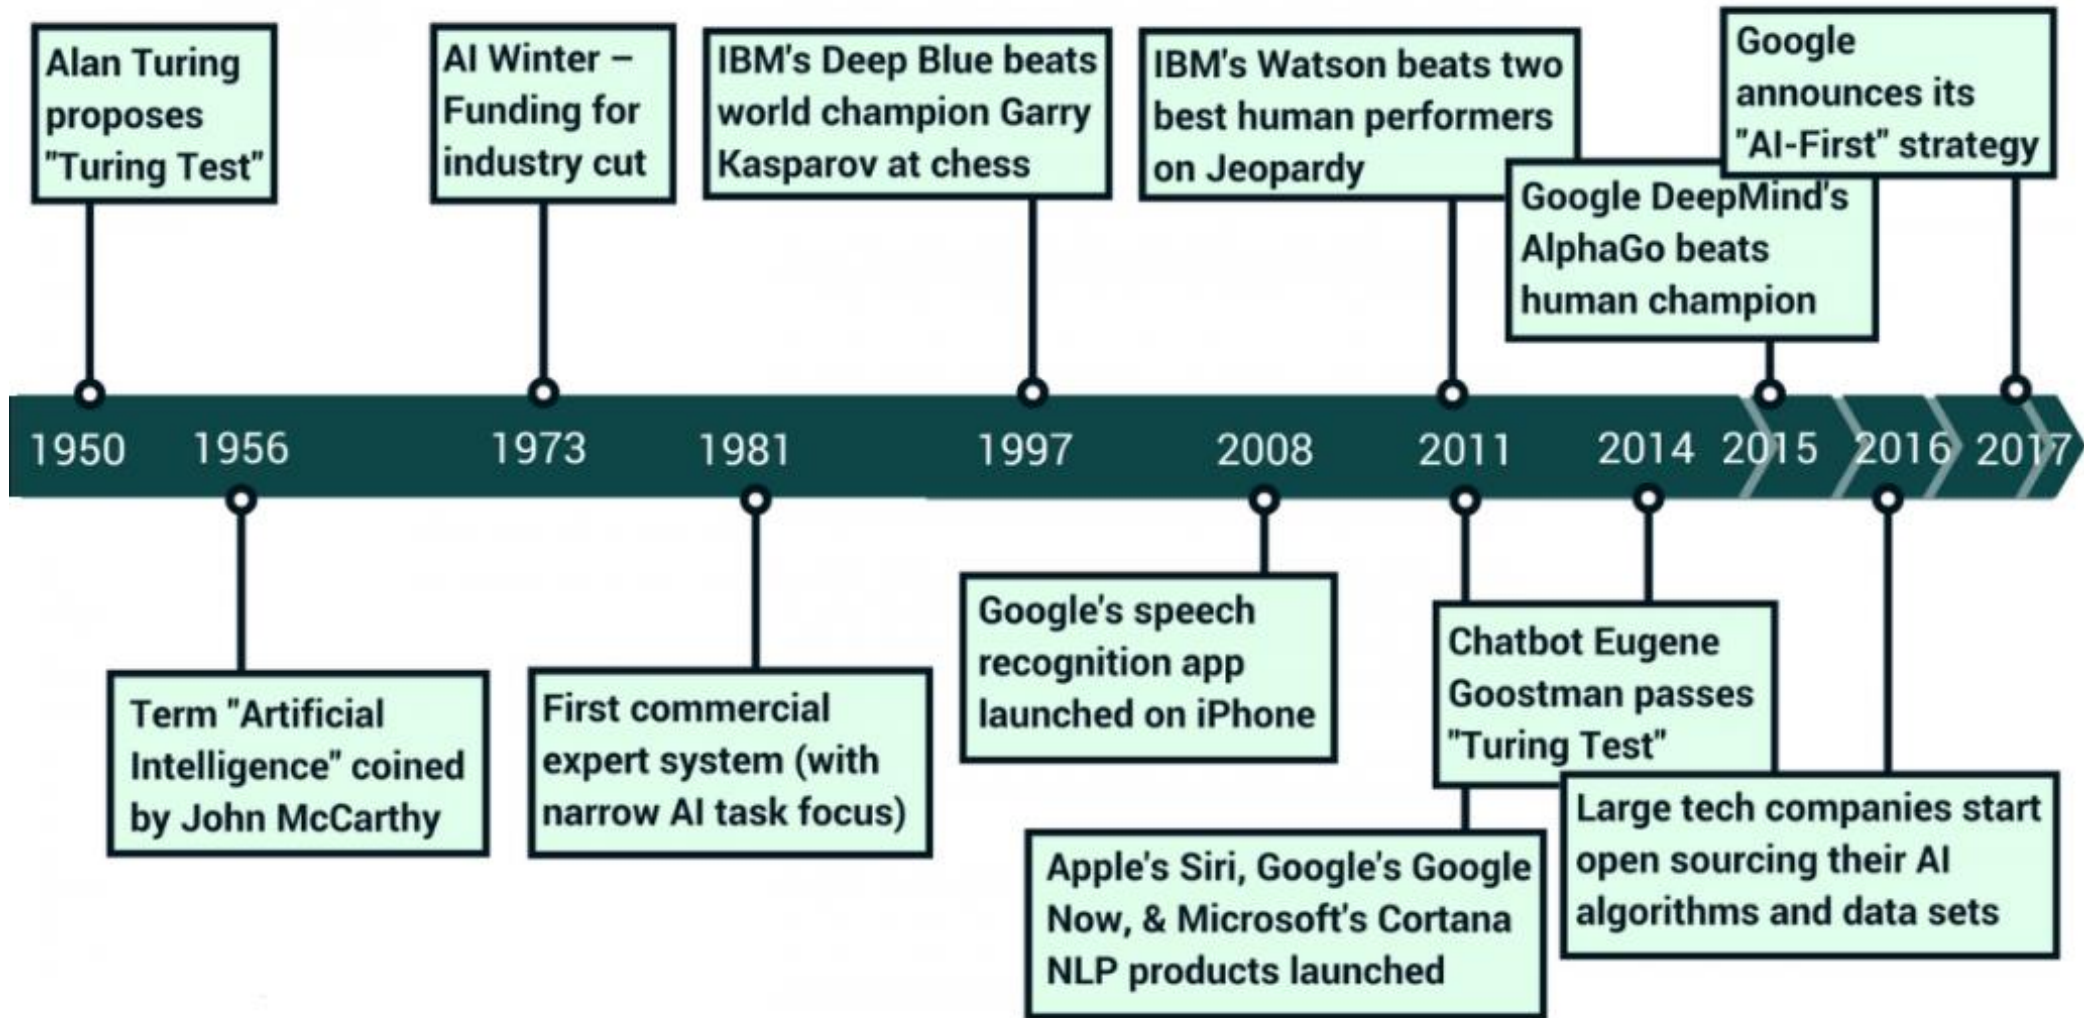 Alan Turing
proposes
"Turing Test"
AI Winter –
Funding for
industry cut
IBM's Deep Blue beats
world champion Garry
Kasparov at chess
IBM's Watson beats two
best human performers
on Jeopardy
Google DeepMind's
AlphaGo beats
human champion
Google
announces its
"AI-First" strategy
1950 1956 1973 1981 1997 2008 2011 2014 2015 2016 2017
Term "Artificial
Intelligence" coined
by John McCarthy
First commercial
expert system (with
narrow AI task focus)
Google's speech
recognition app
launched on iPhone
Chatbot Eugene
Goostman passes
"Turing Test"
Apple's Siri, Google's Google
Now, & Microsoft's Cortana
NLP products launched
Large tech companies start
open sourcing their AI
algorithms and data sets